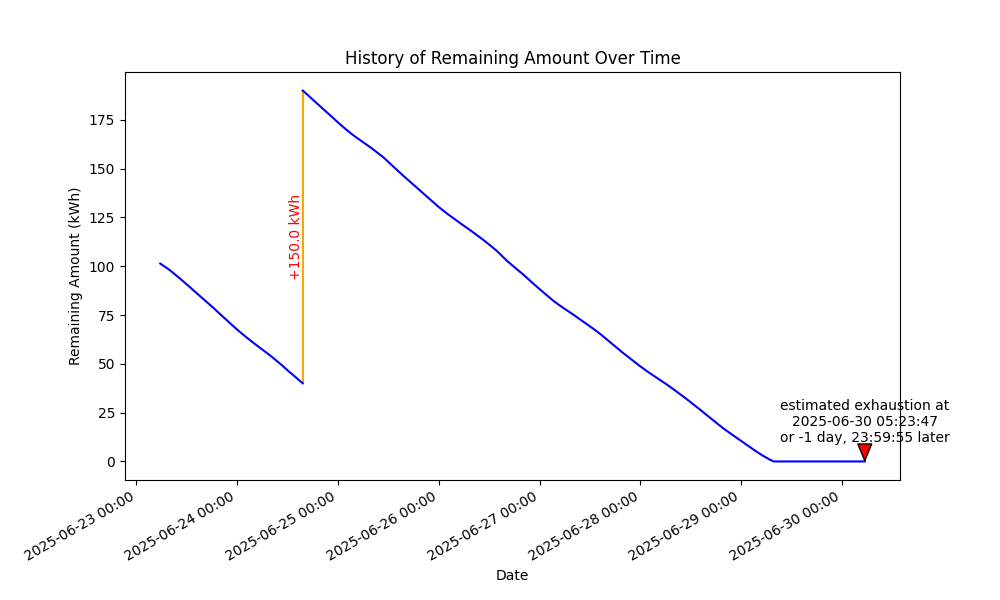 History of Remaining Amount Over Time
Remaining Amount (kWh)
175
150
125
100
75
50
25
0
+150.0 kWh
estimated exhaustion at
2025-06-30 05:23:47
or -1 day, 23:59:55 later
2025-06-23 00:00
2025-06-24 00:00
2025-06-25 00:00
2025-06-26 00:00
2025-06-27 00:00
2025-06-28 00:00
2025-06-29 00:00
2025-06-30 00:00
Date